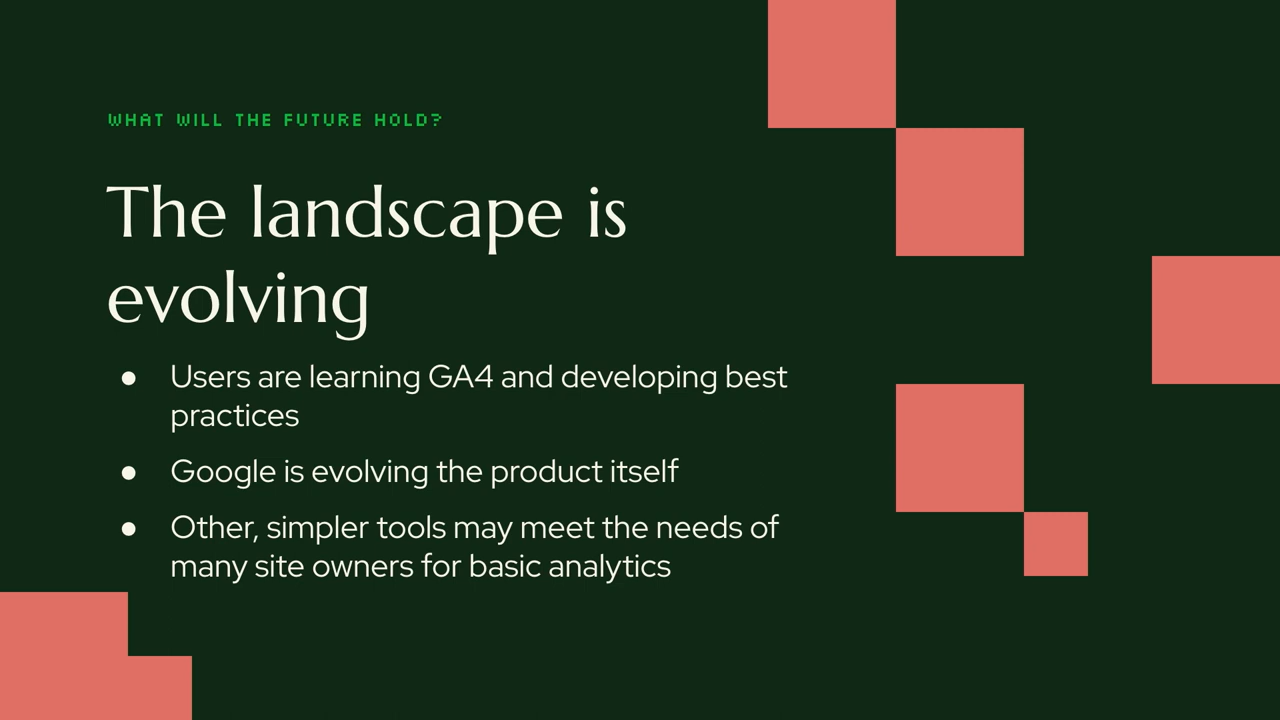 WHAT WILL THE FUTURE HOLD?
The landscape is
evolving
● Users are learning GA4 and developing best
practices
● Google is evolving the product itself
● Other, simpler tools may meet the needs of
many site owners for basic analytics